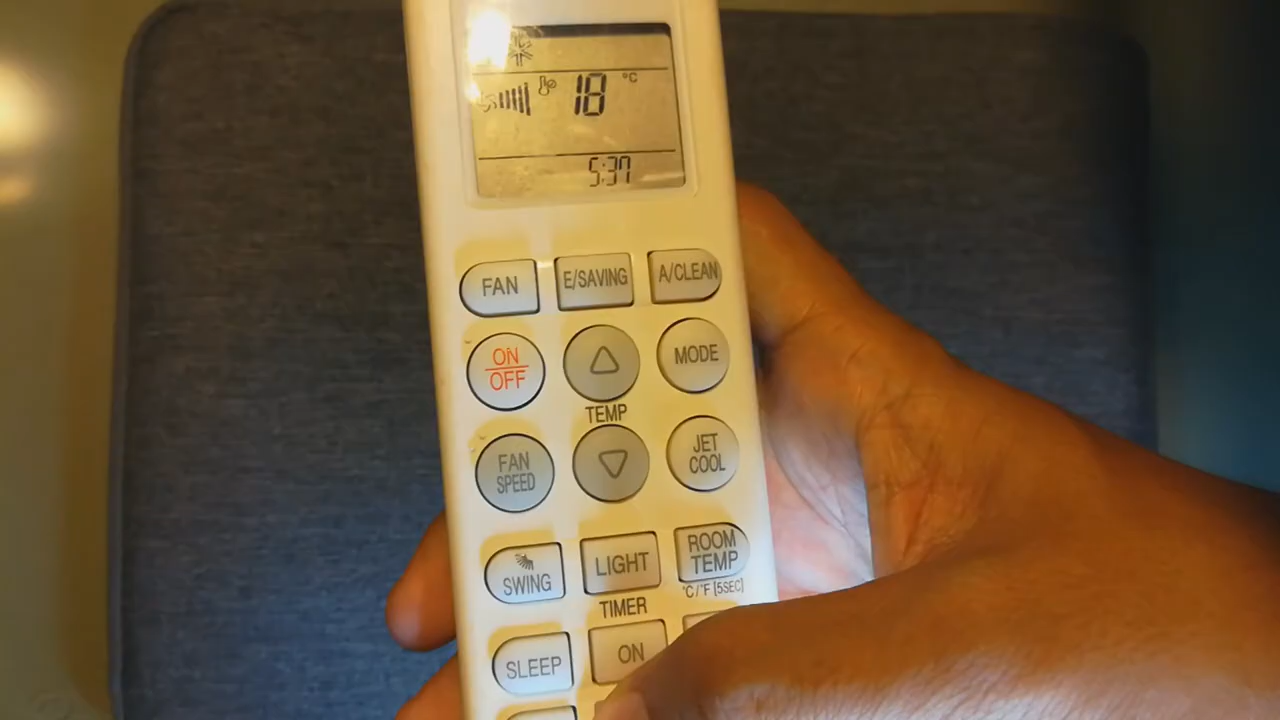 18 °C
5:37
FAN E/SAVING A/CLEAN
ON
OFF
MODE
TEMP
FAN
SPEED
JET
COOL
SWING
LIGHT
ROOM
TEMP
°C/°F [5SEC]
TIMER
SLEEP
ON